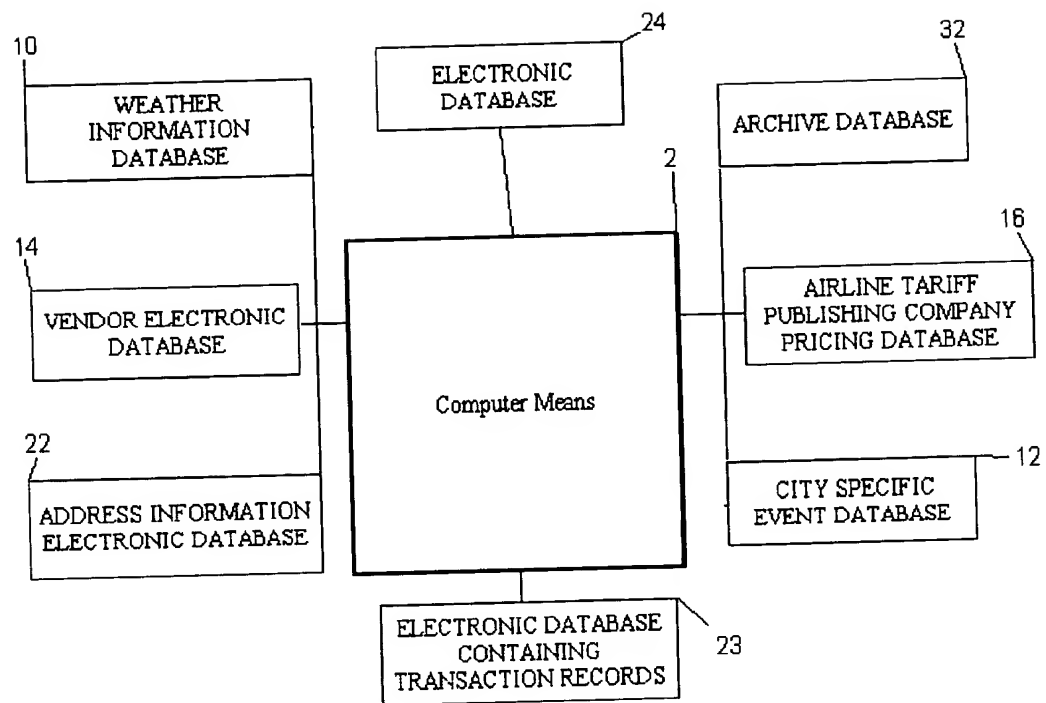 10
WEATHER
INFORMATION
DATABASE
24
ELECTRONIC
DATABASE
32
ARCHIVE DATABASE
14
VENDOR ELECTRONIC
DATABASE
2
Computer Means
16
AIRLINE TARIFF
PUBLISHING COMPANY
PRICING DATABASE
22
ADDRESS INFORMATION
ELECTRONIC DATABASE
12
CITY SPECIFIC
EVENT DATABASE
ELECTRONIC DATABASE
CONTAINING
TRANSACTION RECORDS
23